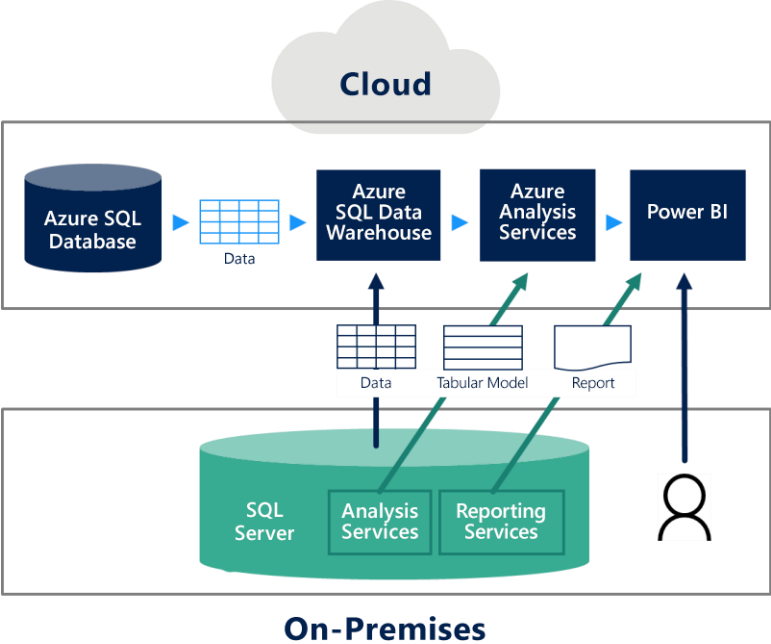 Cloud
Azure SQL
Database
Data
Azure
SQL Data
Warehouse
Azure
Analysis
Services
Power BI
Data
Tabular Model
Report
SQL
Server
Analysis
Services
Reporting
Services
On-Premises